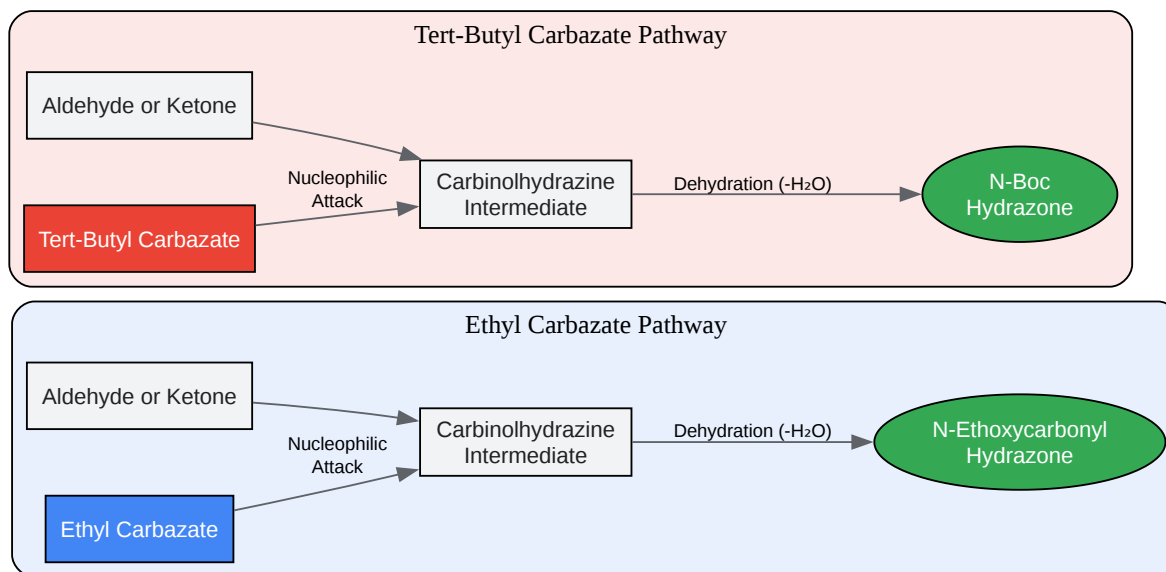 Tert-Butyl Carbazate Pathway
Aldehyde or Ketone
Nucleophilic
Attack
Tert-Butyl Carbazate
Carbinolhydrazine
Intermediate
Dehydration (-H₂O)
N-Boc
Hydrazone
Ethyl Carbazate Pathway
Aldehyde or Ketone
Nucleophilic
Attack
Ethyl Carbazate
Carbinolhydrazine
Intermediate
Dehydration (-H₂O)
N-Ethoxycarbonyl
Hydrazone